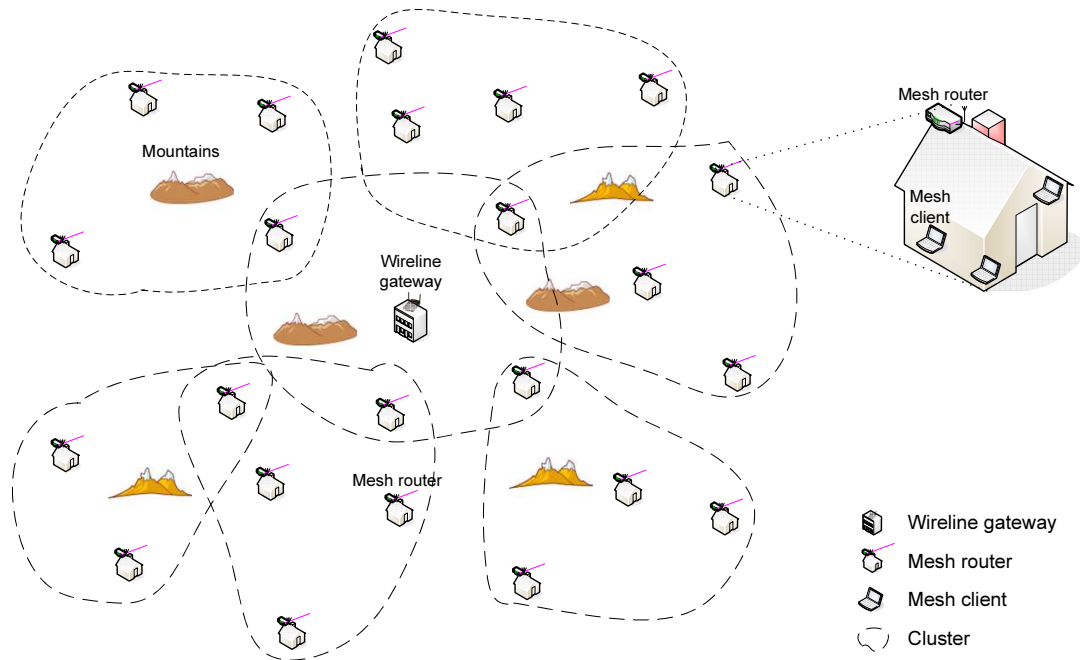 Mesh router
Mountains
Mesh
client
Wireline
gateway
Mesh router
Wireline gateway
Mesh router
Mesh client
Cluster